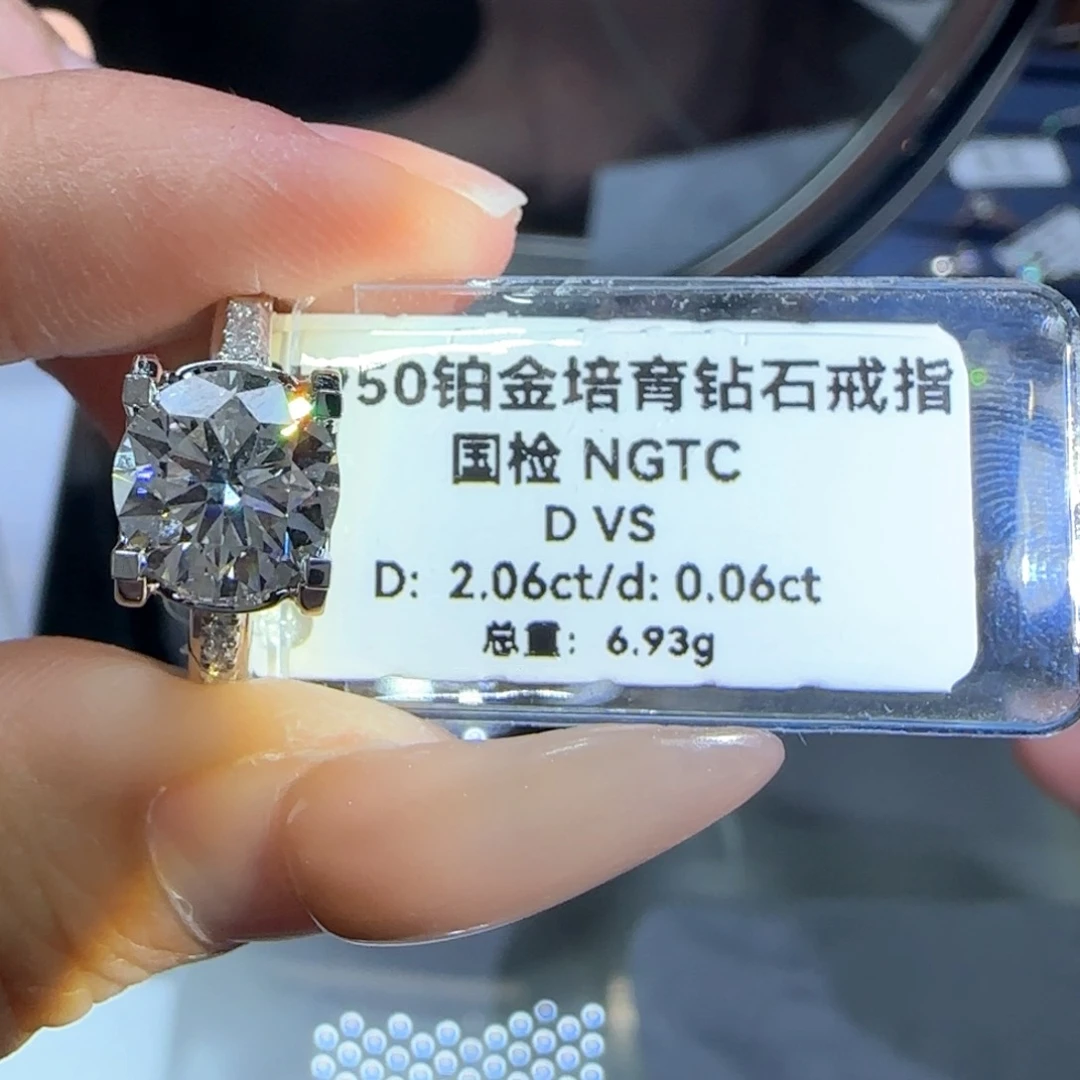 750铂金培育钻石戒指
国检 NGTC
D VS
D: 2.06ct/d: 0.06ct
总重: 6.93g